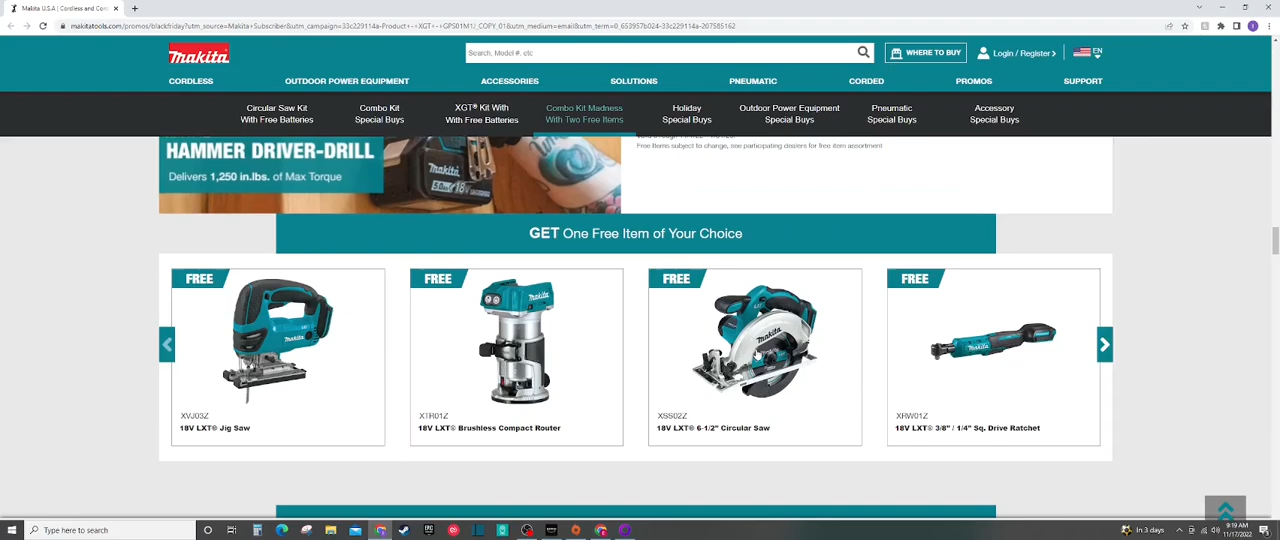 Makita U.S.A | Cordless and Cor
makitatools.com/promos/blackfriday?utm_source=Makita+Subscriber&utm_campaign=33c229114a-Product+-+XGT+-+GPS01M1J_COPY_01&utm_medium=email&utm_term=0_653957b024-33c229114a-207585162
Makita
Search, Model #, etc
WHERE TO BUY
Login / Register
EN
CORDLESS
OUTDOOR POWER EQUIPMENT
ACCESSORIES
SOLUTIONS
PNEUMATIC
CORDED
PROMOS
SUPPORT
Circular Saw Kit
With Free Batteries
Combo Kit
Special Buys
XGT® Kit With
With Free Batteries
Combo Kit Madness
With Two Free Items
Holiday
Special Buys
Outdoor Power Equipment
Special Buys
Pneumatic
Special Buys
Accessory
Special Buys
HAMMER DRIVER-DRILL
Delivers 1,250 in.lbs. of Max Torque
makita
5.0Ah 18V
Free Items subject to change, see participating dealers for free item assortment
GET One Free Item of Your Choice
FREE
XVJ03Z
18V LXT® Jig Saw
FREE
XTR01Z
18V LXT® Brushless Compact Router
FREE
XSS02Z
18V LXT® 6-1/2" Circular Saw
FREE
XRW01Z
18V LXT® 3/8" / 1/4" Sq. Drive Ratchet
Type here to search
In 3 days
9:19 AM
11/17/2022